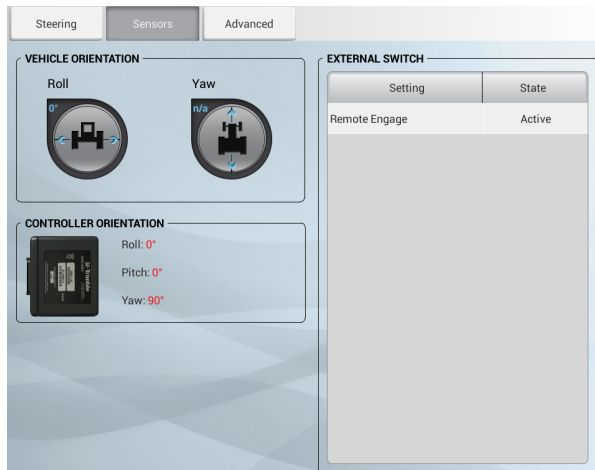 Steering
Sensors
Advanced
VEHICLE ORIENTATION
Roll
Yaw
0°
n/a
CONTROLLER ORIENTATION
Trimble
Roll: 0°
Pitch: 0°
Yaw: 90°
EXTERNAL SWITCH
Setting
State
Remote Engage
Active